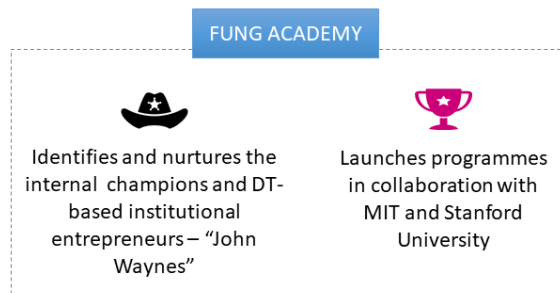 FUNG ACADEMY
Identifies and nurtures the
internal champions and DT-
based institutional
entrepreneurs – “John
Waynes”
Launches programmes
in collaboration with
MIT and Stanford
University